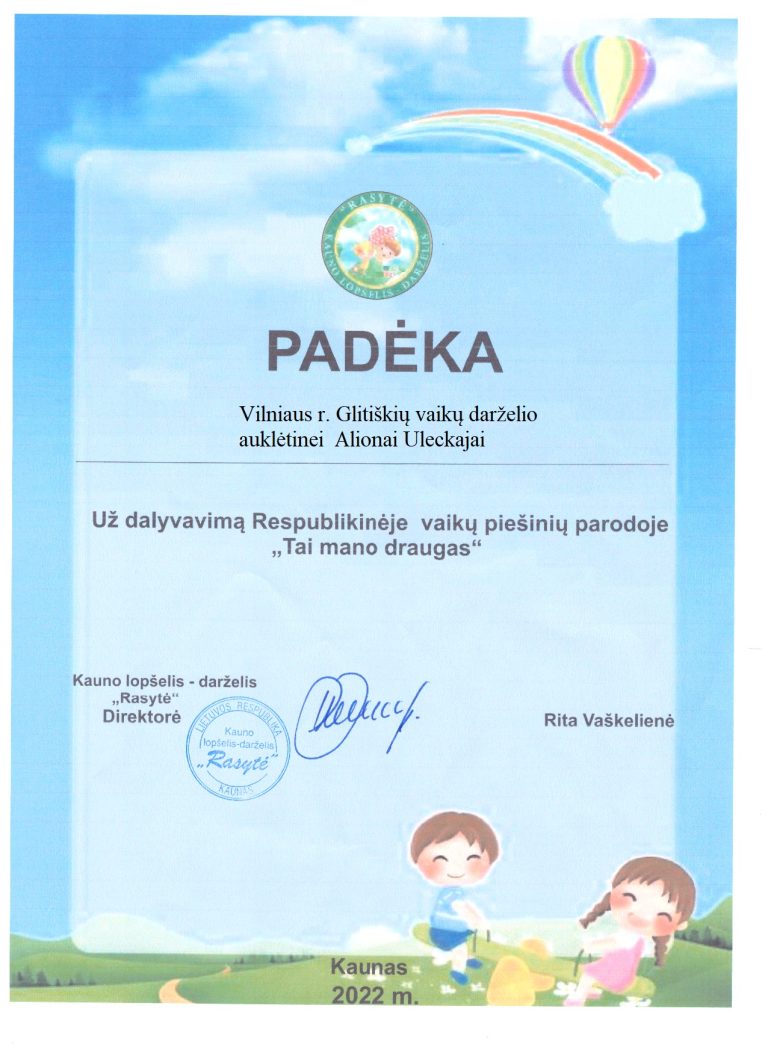 "RASYTĖ"
KAUNO LOPŠELIS - DARŽELIS
PADĖKA
Vilniaus r. Glitiškių vaikų darželio
auklėtinei Alionai Uleckajai
Už dalyvavimą Respublikinėje vaikų piešinių parodoje
„Tai mano draugas“
Kauno lopšelis - darželis
„Rasytė“
Direktorė
Rita Vaškelienė
LIETUVOS RESPUBLIKA
Kauno
lopšelis-darželis
„Rasytė“
KAUNAS
Kaunas
2022 m.